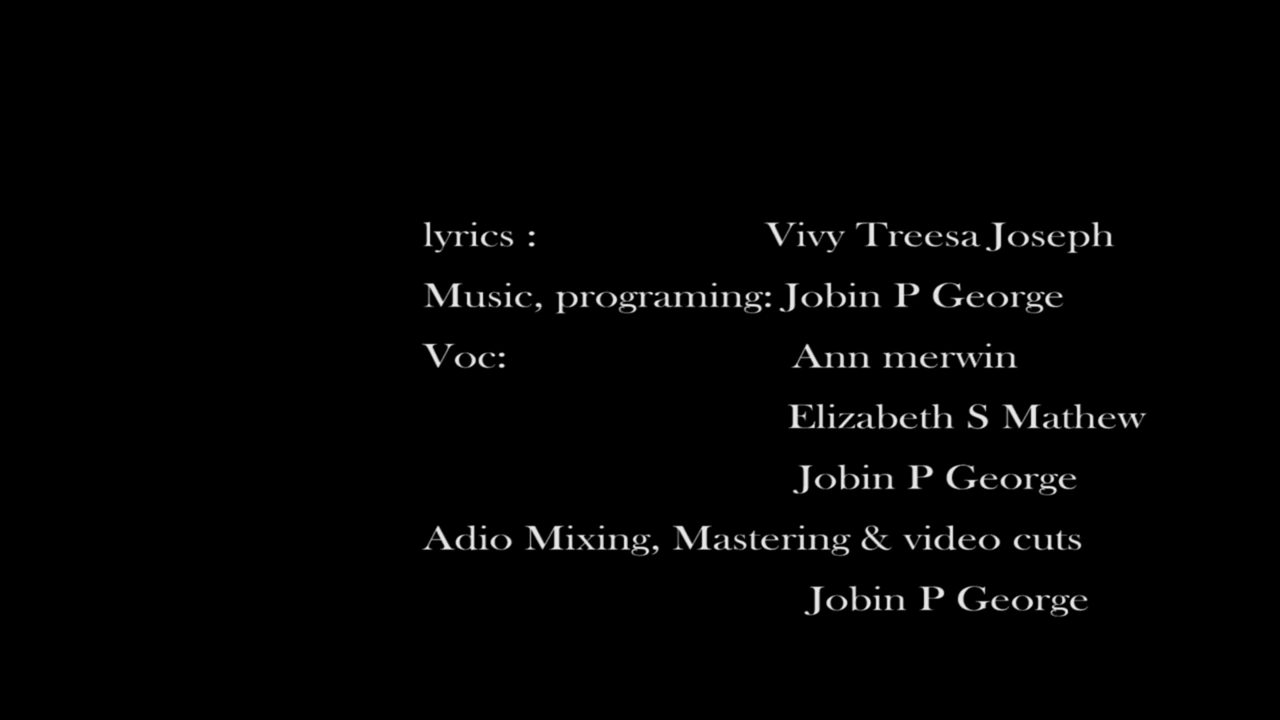 lyrics : Vivy Treesa Joseph
Music, programing: Jobin P George
Voc: Ann merwin
Elizabeth S Mathew
Jobin P George
Adio Mixing, Mastering & video cuts
Jobin P George